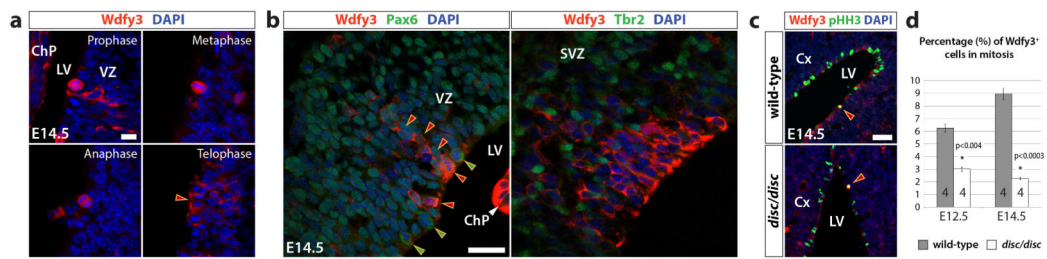 a
Wdfy3 DAPI
ChP
LV
Prophase
VZ
E14.5
Metaphase
Anaphase
Telophase
b
Wdfy3 Pax6 DAPI
VZ
LV
ChP
E14.5
Wdfy3 Tbr2 DAPI
SVZ
c
Wdfy3 pHH3 DAPI
wild-type
Cx
LV
E14.5
disc/disc
Cx
LV
d
Percentage (%) of Wdfy3⁺
cells in mitosis
10
9
8
7
6
5
4
3
2
1
0
p<0.004
*
p<0.0003
*
4 4 4 4
E12.5 E14.5
wild-type disc/disc